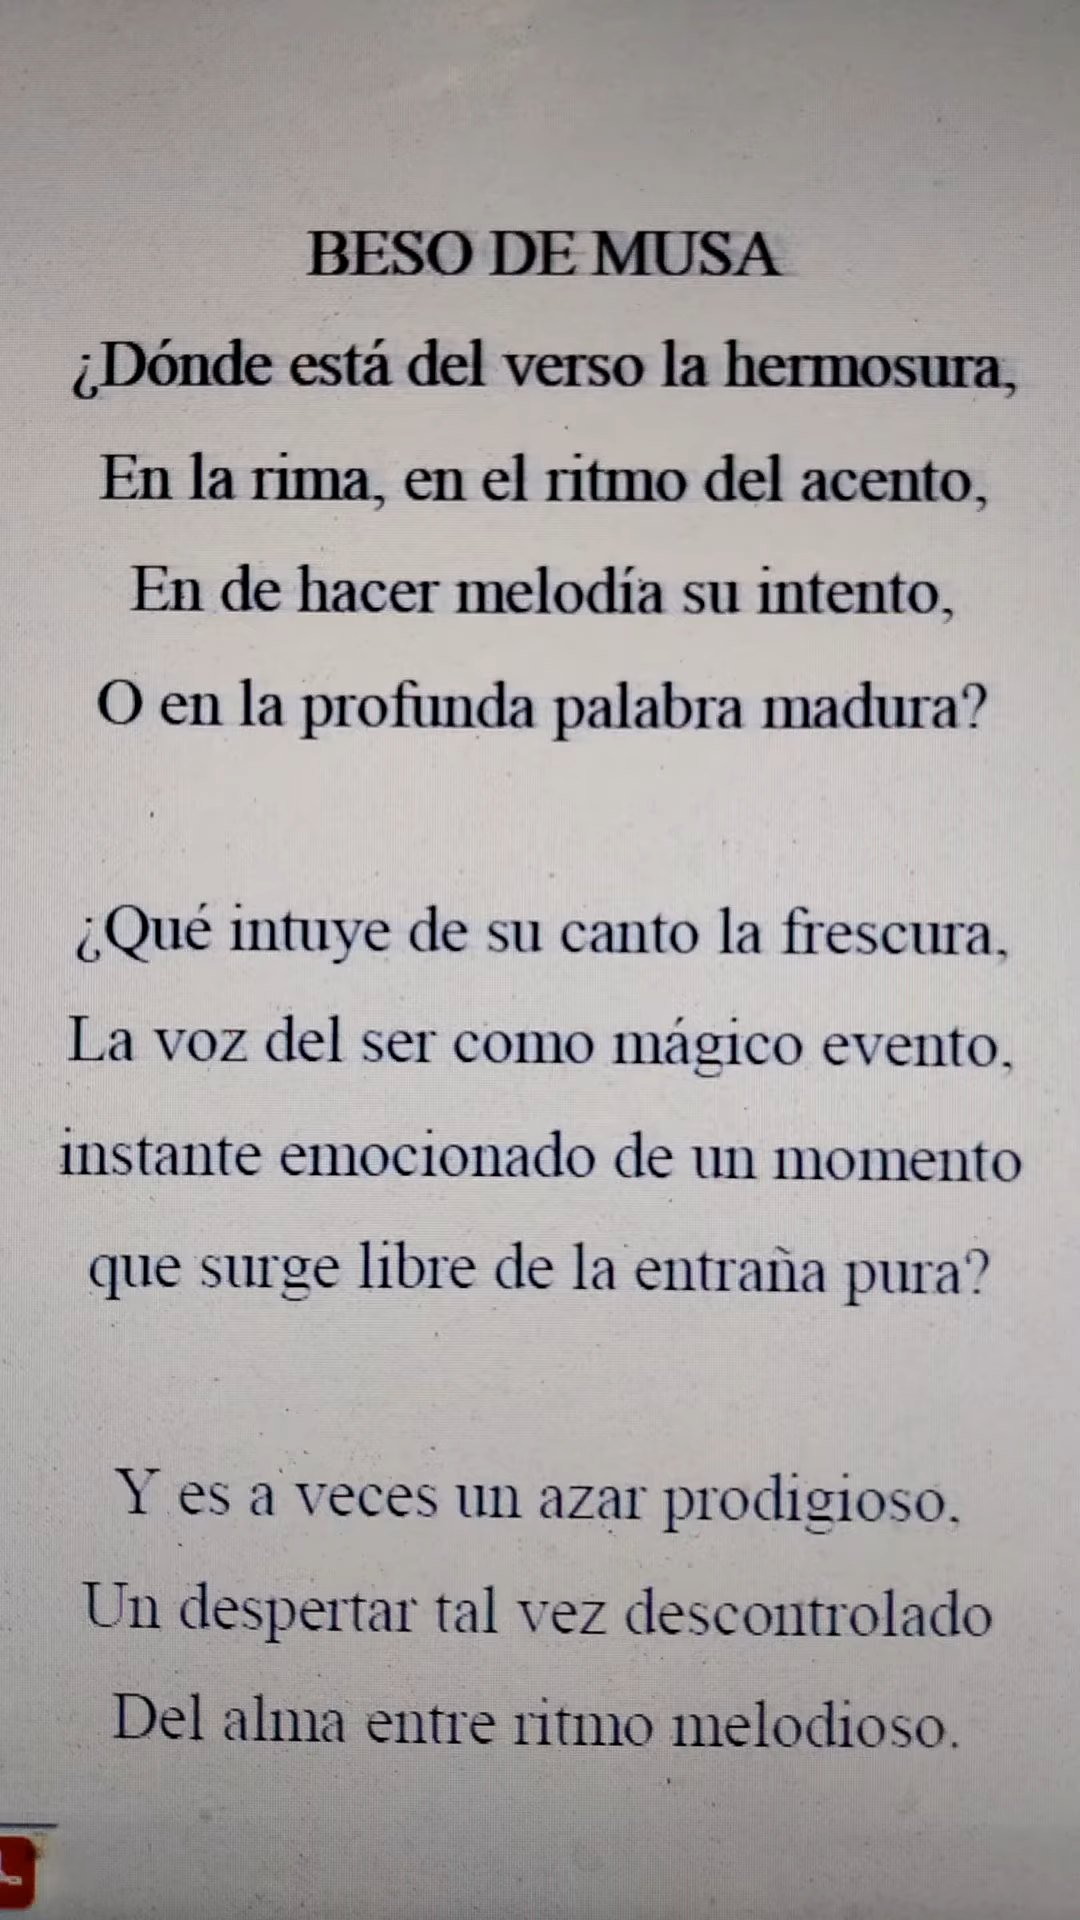 BESO DE MUSA
¿Dónde está del verso la hermosura,
En la rima, en el ritmo del acento,
En de hacer melodía su intento,
O en la profunda palabra madura?
¿Qué intuye de su canto la frescura,
La voz del ser como mágico evento,
instante emocionado de un momento
que surge libre de la entraña pura?
Y es a veces un azar prodigioso.
Un despertar tal vez descontrolado
Del alma entre ritmo melodioso.